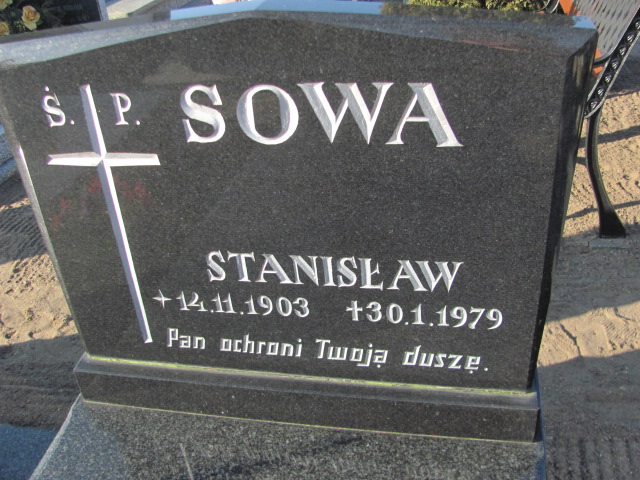 Ś. P. SOWA
STANISŁAW
14.11.1903 30.1.1979
Pan ochroni Twoją duszę.